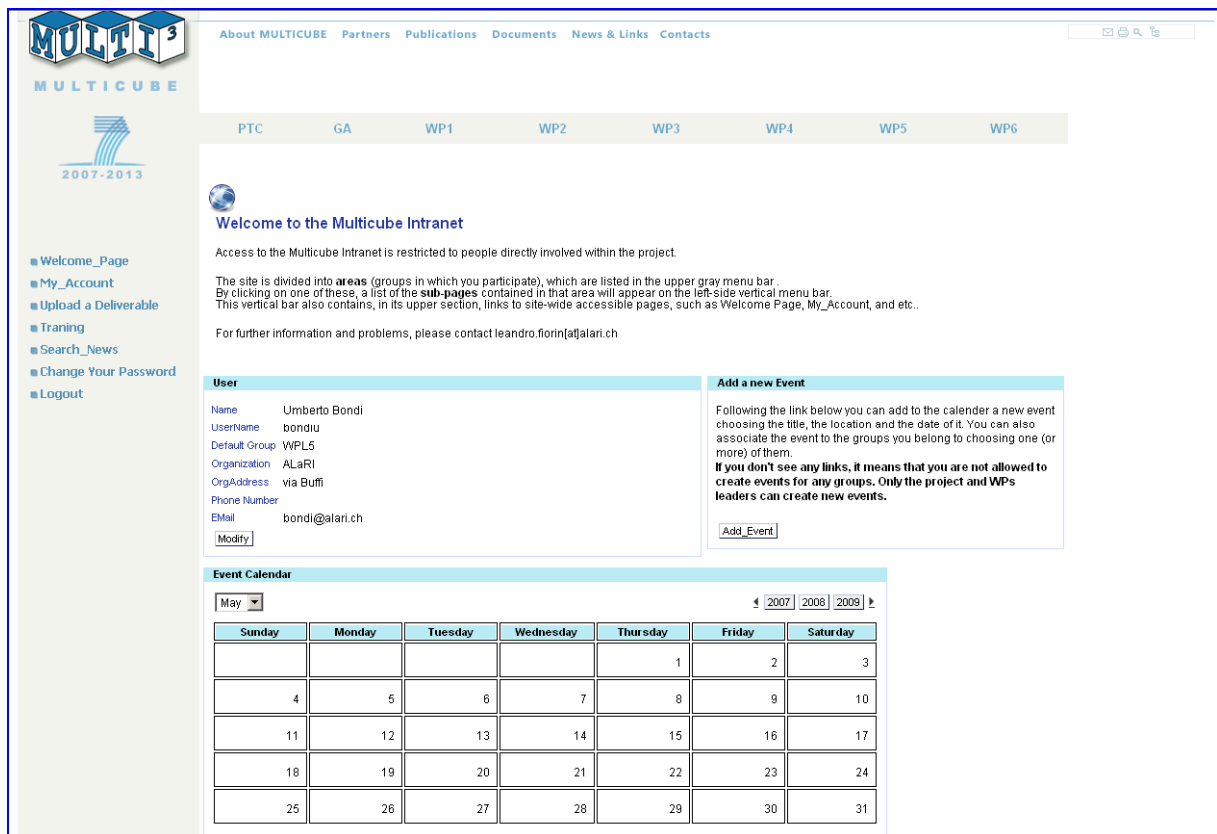 MULTI3
About MULTICUBE Partners Publications Documents News & Links Contacts
MULTICUBE
7
2007-2013
PTC GA WP1 WP2 WP3 WP4 WP5 WP6
Welcome to the Multicube Intranet
Access to the Multicube Intranet is restricted to people directly involved within the project.
The site is divided into areas (groups in which you participate), which are listed in the upper gray menu bar .
By clicking on one of these, a list of the sub-pages contained in that area will appear on the left-side vertical menu bar.
This vertical bar also contains, in its upper section, links to site-wide accessible pages, such as Welcome Page, My_Account, and etc..
For further information and problems, please contact leandro.fiorin[at]alari.ch
Welcome_Page
My_Account
Upload a Deliverable
Traning
Search_News
Change Your Password
Logout
User
Name Umberto Bondi
UserName bondiu
Default Group WPL5
Organization ALaRI
OrgAddress via Buffi
Phone Number
EMail bondi@alari.ch
Modify
Add a new Event
Following the link below you can add to the calender a new event
choosing the title, the location and the date of it. You can also
associate the event to the groups you belong to choosing one (or
more) of them.
If you don't see any links, it means that you are not allowed to
create events for any groups. Only the project and WPs
leaders can create new events.
Add_Event
Event Calendar
May 2007 2008 2009
Sunday Monday Tuesday Wednesday Thursday Friday Saturday
1 2 3
4 5 6 7 8 9 10
11 12 13 14 15 16 17
18 19 20 21 22 23 24
25 26 27 28 29 30 31